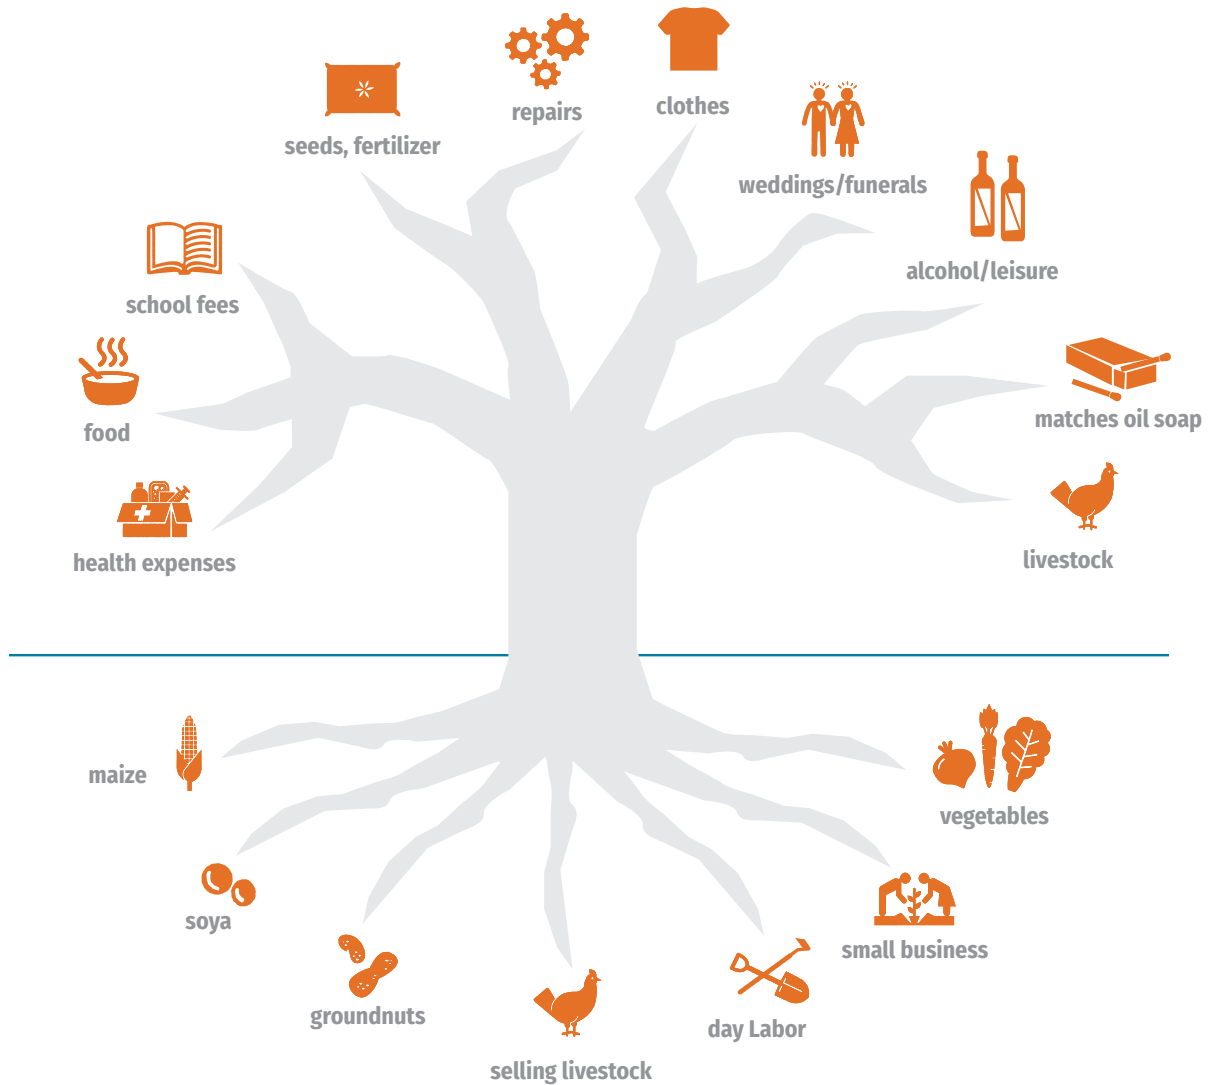 repairs
clothes
seeds, fertilizer
weddings/funerals
alcohol/leisure
school fees
matches oil soap
food
livestock
health expenses
maize
vegetables
soya
small business
groundnuts
day Labor
selling livestock